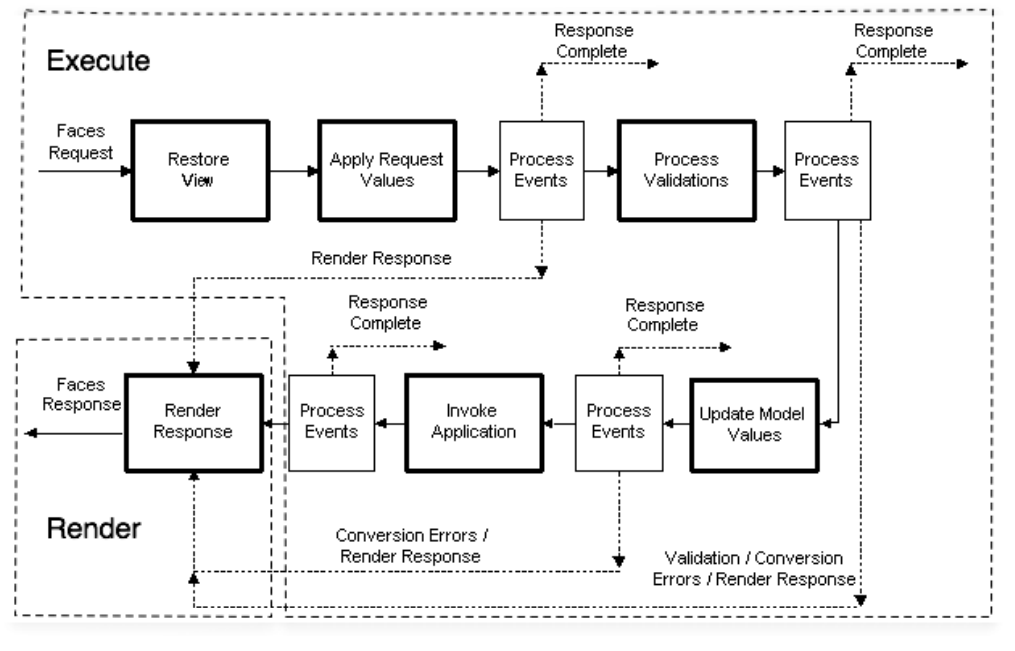 Execute
Response
Complete
Response
Complete
Faces
Request
Restore
View
Apply Request
Values
Process
Events
Process
Validations
Process
Events
Render Response
Response
Complete
Response
Complete
Faces
Response
Render
Response
Process
Events
Invoke
Application
Process
Events
Update Model
Values
Render
Conversion Errors /
Render Response
Validation / Conversion
Errors / Render Response